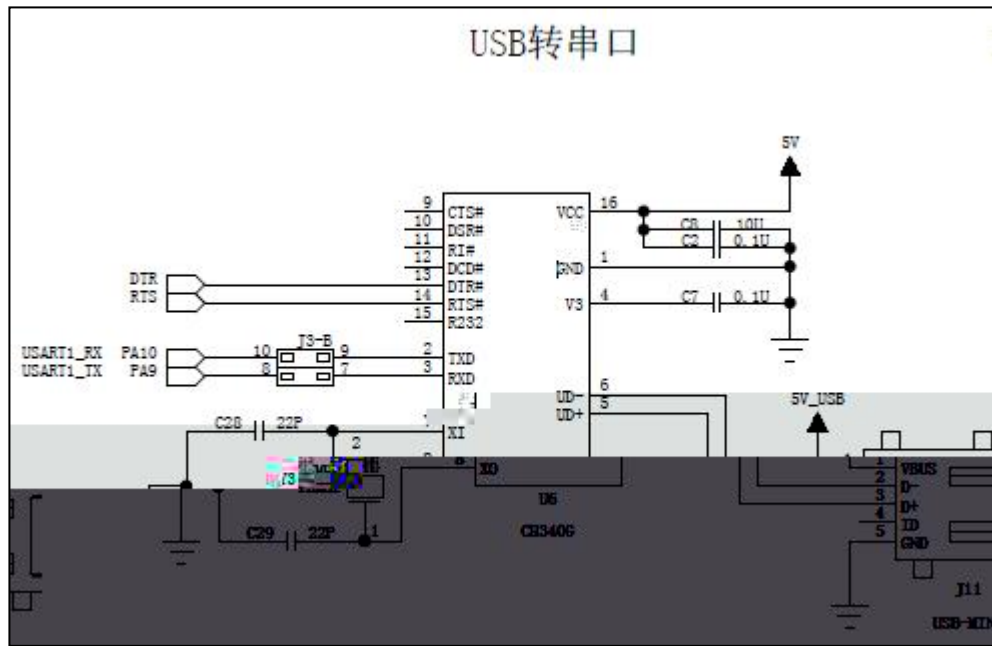 USB转串口
5V
9 CTS#
10 DSR#
11 RI#
12 DCD#
DTR 13 DTR#
RTS 14 RTS#
15 R232
VCC 16
C8 10U
C2 0.1U
GND 1
V3 4 C7 0.1U
J3-B
USART1_RX PA10 10 9 2 TXD
USART1_TX PA9 8 7 3 RXD
UD- 6
UD+ 5
5V_USB
C28 22P XI
2
8 XO
1 VBUS
2 D-
3 D+
4 ID
5 GND
U6
C29 22P 1
CH340G
J11